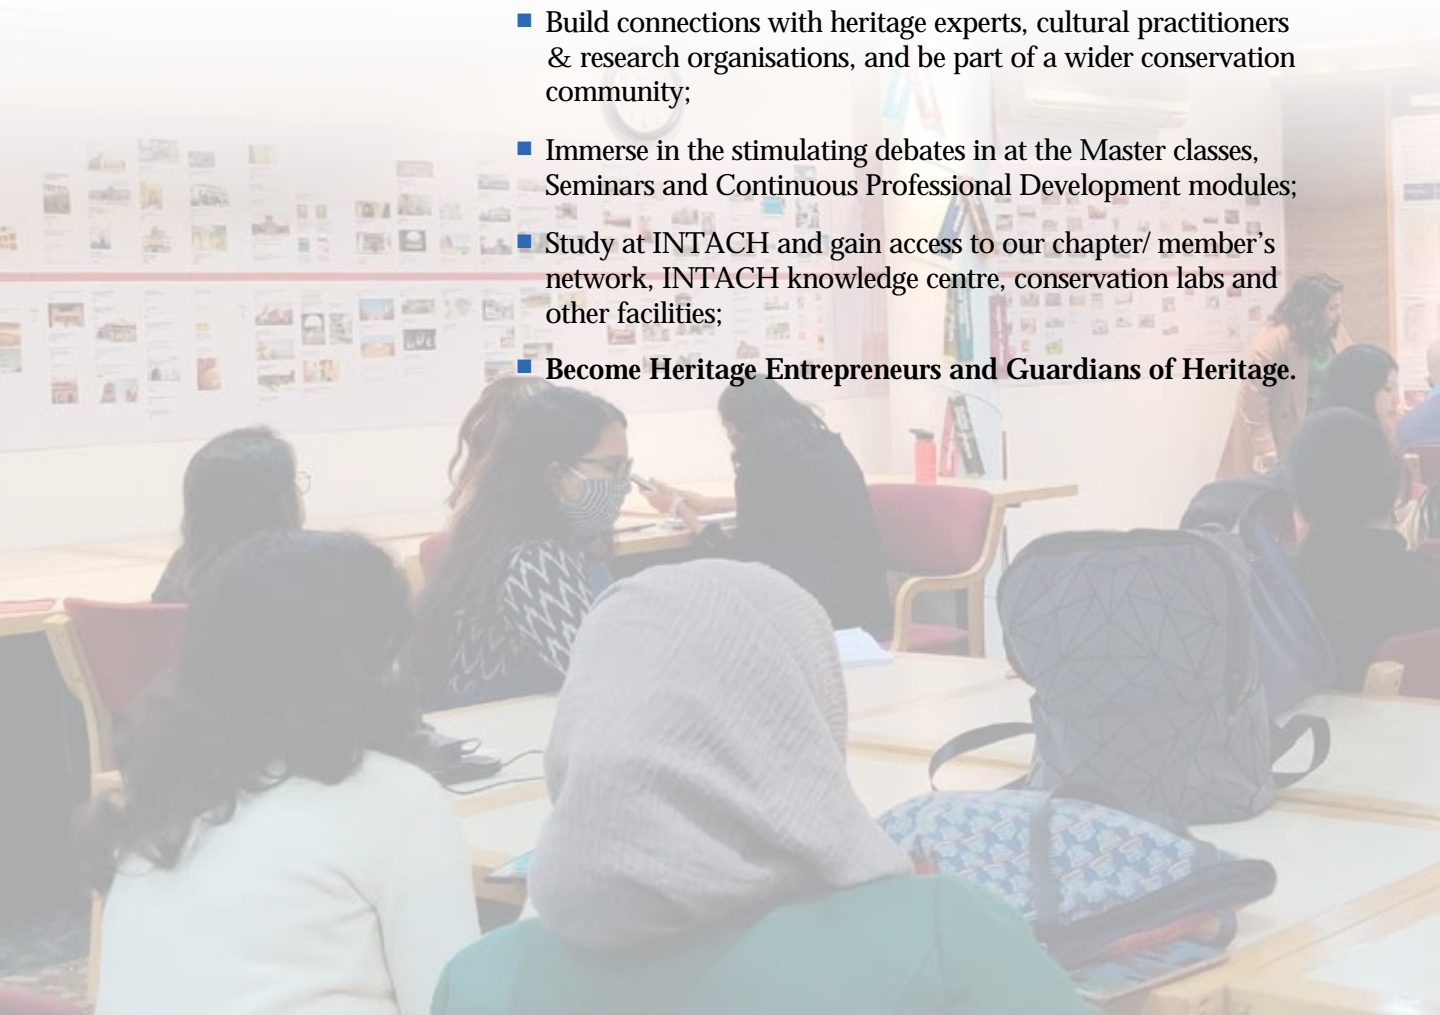 ■ Build connections with heritage experts, cultural practitioners
& research organisations, and be part of a wider conservation
community;
■ Immerse in the stimulating debates in at the Master classes,
Seminars and Continuous Professional Development modules;
■ Study at INTACH and gain access to our chapter/ member’s
network, INTACH knowledge centre, conservation labs and
other facilities;
■ Become Heritage Entrepreneurs and Guardians of Heritage.